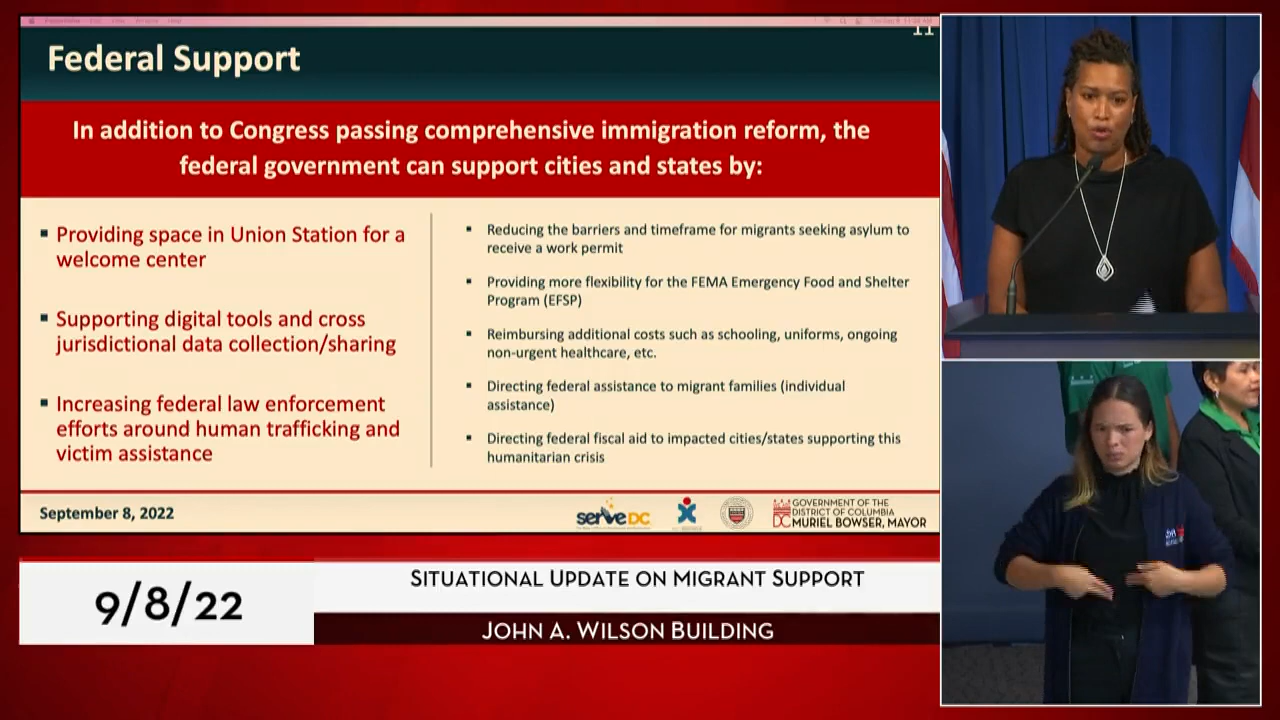 11
Federal Support
In addition to Congress passing comprehensive immigration reform, the
federal government can support cities and states by:
▪ Providing space in Union Station for a
welcome center
▪ Supporting digital tools and cross
jurisdictional data collection/sharing
▪ Increasing federal law enforcement
efforts around human trafficking and
victim assistance
▪ Reducing the barriers and timeframe for migrants seeking asylum to
receive a work permit
▪ Providing more flexibility for the FEMA Emergency Food and Shelter
Program (EFSP)
▪ Reimbursing additional costs such as schooling, uniforms, ongoing
non-urgent healthcare, etc.
▪ Directing federal assistance to migrant families (individual
assistance)
▪ Directing federal fiscal aid to impacted cities/states supporting this
humanitarian crisis
September 8, 2022
serveDC
GOVERNMENT OF THE
DISTRICT OF COLUMBIA
DC MURIEL BOWSER, MAYOR
9/8/22
SITUATIONAL UPDATE ON MIGRANT SUPPORT
JOHN A. WILSON BUILDING